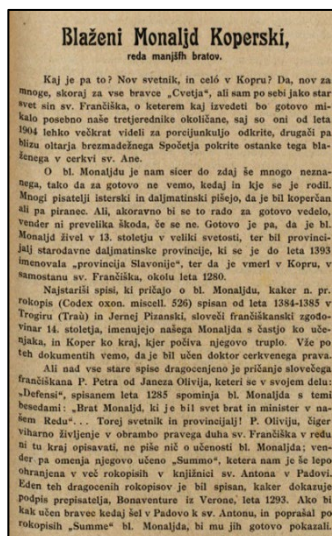 Blaženi Monaljd Koperski,
reda manjšfh bratov.
Kaj je pa to? Nov svetnik, in celó v Kopru? Da, nov za
mnoge, skoraj za vse bravce „Cvetja“, ali sam po sebi jako star
svet sin sv. Frančiška, o keterem kaj izvedeti bo gotovo mi-
kalo posebno naše tretjerednike okoličane, saj so oni od leta
1904 lehko večkrat videli za porcijunkuljo odkrite, drugači pa
blizu oltarja brezmadežnega Spočetja pokrite ostanke tega bla-
ženega v cerkvi sv. Ane.
O bl. Monaljdu je nam sicer do zdaj še mnogo nezna-
nega, tako da za gotovo ne vemo, kedaj in kje se je rodil.
Mnogi pisatelji isterski in daljmatinski pišejo, da je bil koperčan
ali pa piranec. Ali, akoravno bi se to rado za gotovo vedelo,
vender ni prevelika škoda, če se ne. Gotovo je pa, da je bl.
Monaljd živel v 13. stoletju v veliki svetosti, ter bil provinci-
jalj starodavne daljmatinske provincije, ki se je do leta 1393
imenovala „provincija Slavonije“, ter da je vmerl v Kopru, v
samostanu sv. Frančiška, okolu leta 1280.
Najstariši spisi, ki pričajo o bl. Monaljdu, kaker n. pr.
rokopis (Codex oxon. miscell. 526) spisan od leta 1384-1385 v
Trogiru (Traù) in Jernej Pizanski, sloveči frančiškanski zgodo-
vinar 14. stoletja, imenujejo našega Monaljda s častjo ko uče-
njaka, in Koper ko kraj, kjer počiva njegovo truplo. Vže po
teh dokumentih vemo, da je bil učen doktor cerkvenega prava.
Ali nad vse stare spise dragocenjeno je pričanje slovečega
frančiškana P. Petra od Janeza Olivija, keteri se v svojem delu
„Defensi“, spisanem leta 1285 spominja bl. Monaljda s temi
besedami: „Brat Monaljd, ki je bil svet brat in minister v na-
šem Redu“... Torej svetnik in provincijalj! P. Oliviju, čiger
viharno življenje v obrambo pravega duha sv. Frančiška v redu
ni tu kraj opisavati, ne piše nič o učenosti bl. Monaljda; ven-
der pa omenja njegovo učeno „Summo“, ketera nam je še lepo
ohranjena v več rokopisih v knjižnici sv. Antona v Padovi.
Eden teh dragocenih rokopisov je bil spisan, kaker dokazuje
podpis prepisatelja, Bonaventure iz Verone, leta 1293. Ako bi
kak učen bravec kedaj šel v Padovo k sv. Antonu, in poprašal po
rokopisih „Summe“ bl. Monaljda, bi mu jih gotovo pokazali.